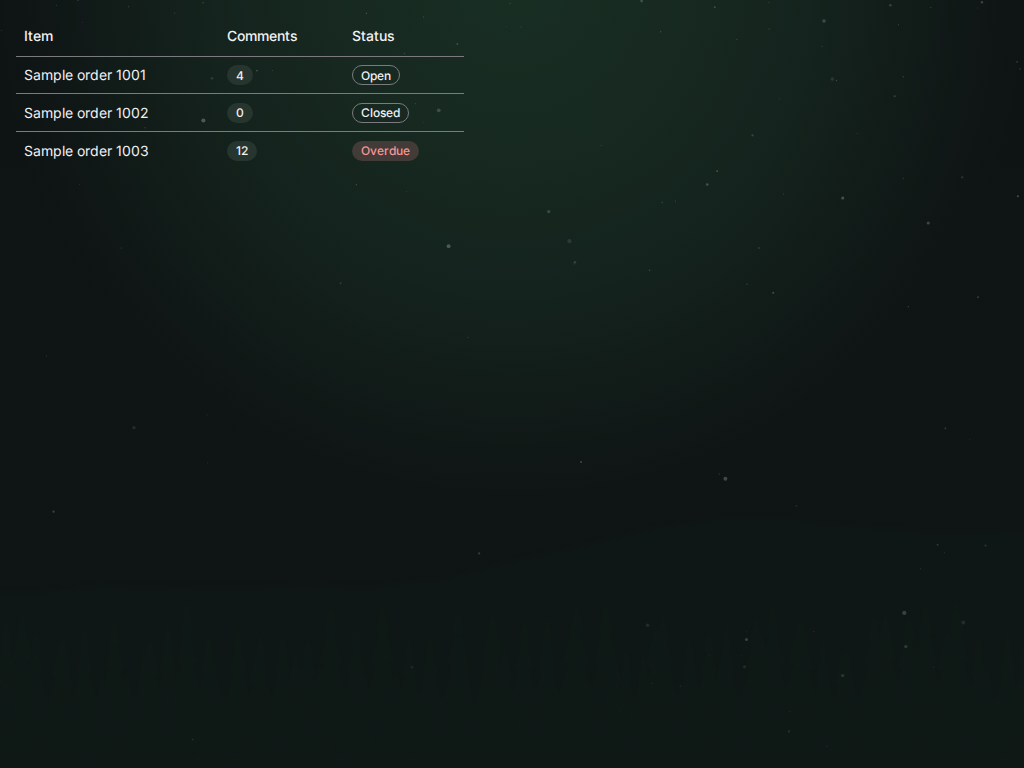 Item Comments Status
Sample order 1001 4 Open
Sample order 1002 0 Closed
Sample order 1003 12 Overdue